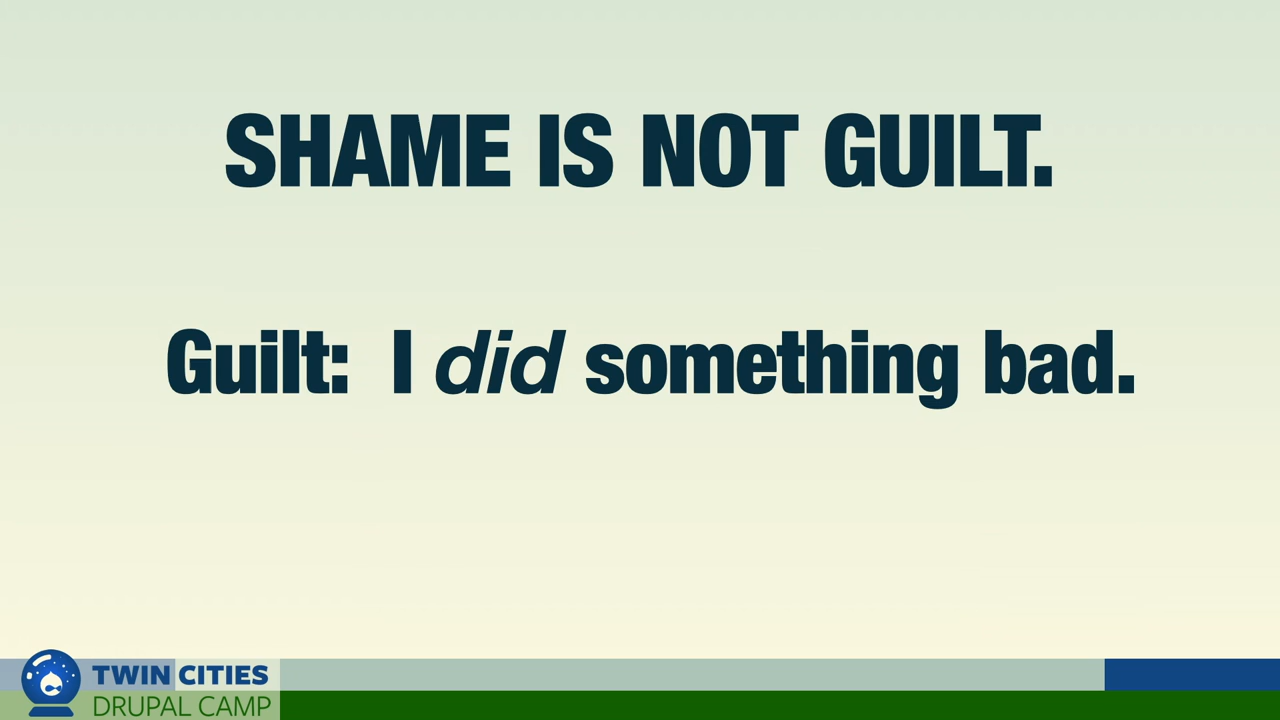 SHAME IS NOT GUILT.
Guilt: I did something bad.
TWIN CITIES
DRUPAL CAMP